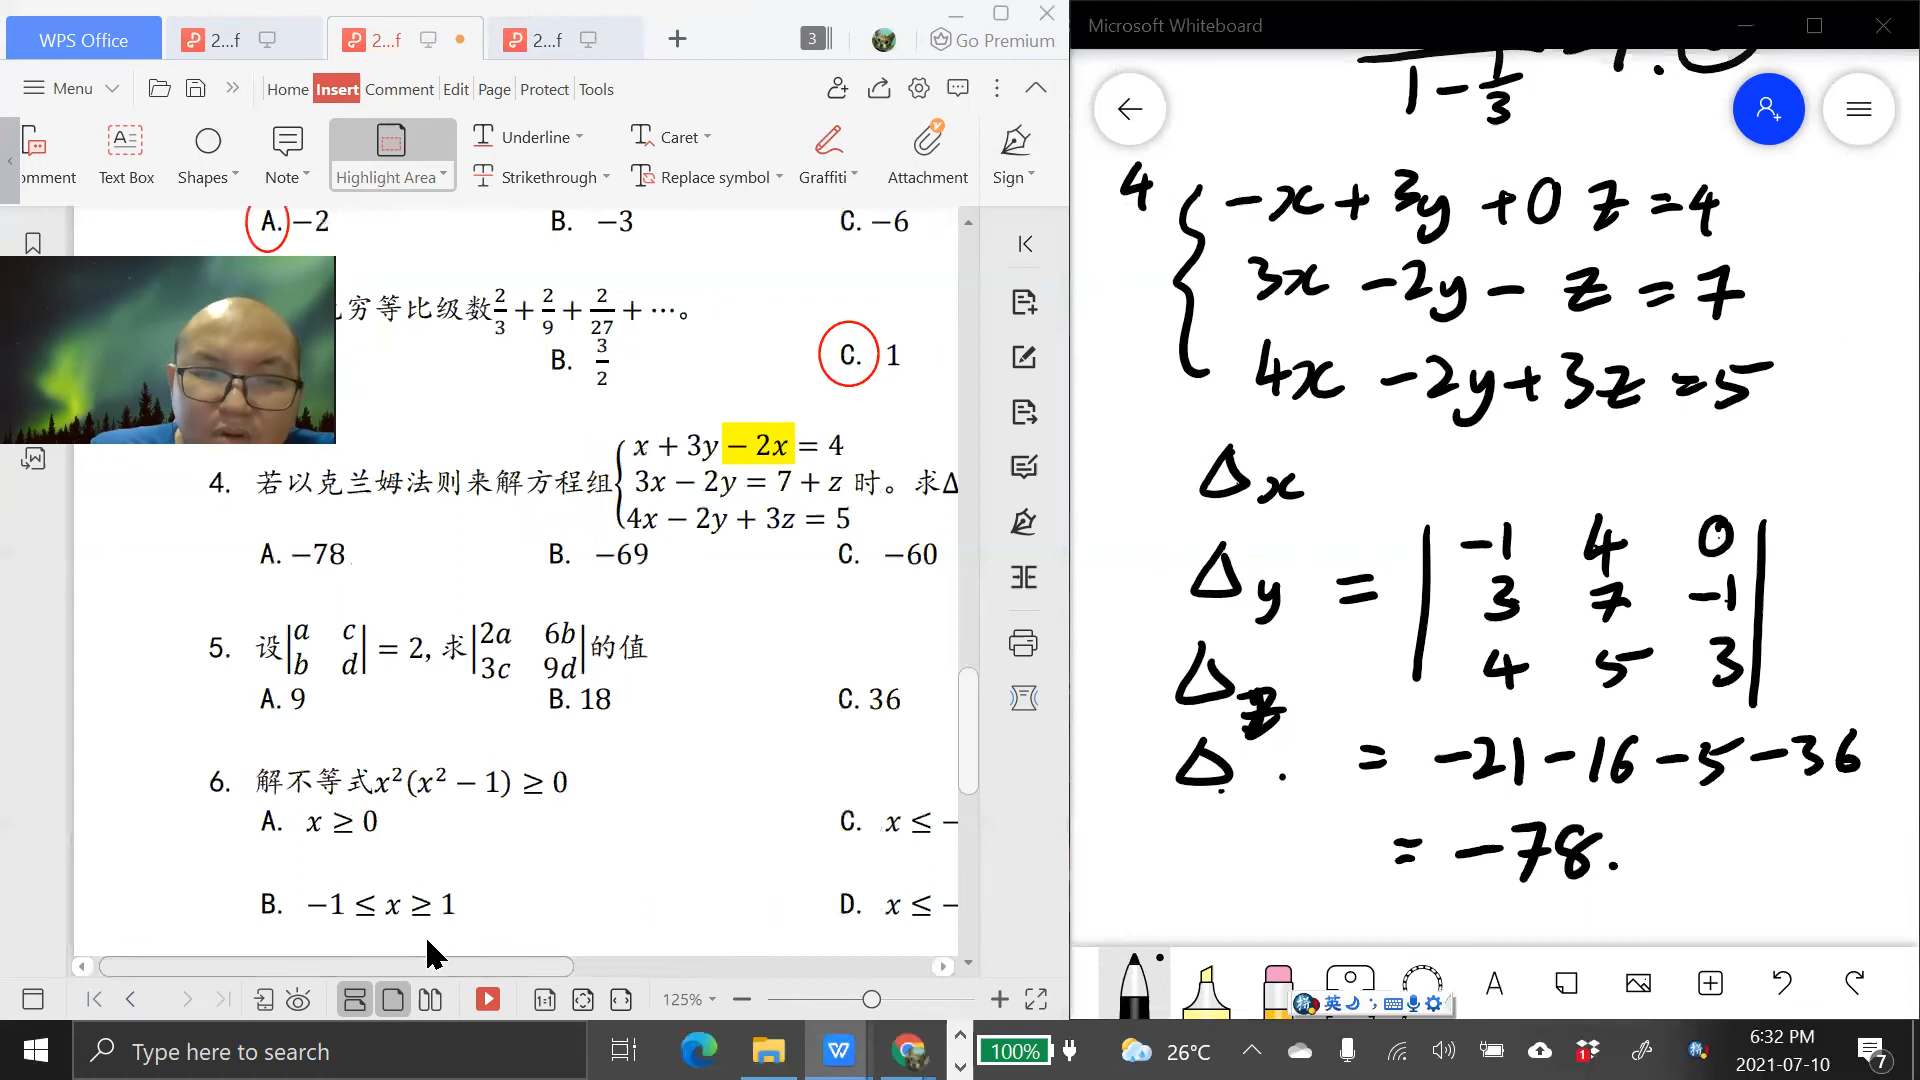 WPS Office
2...f
2...f
2...f
3
Go Premium
Menu
Home Insert Comment Edit Page Protect Tools
omment
Text Box
Shapes
Note
Highlight Area
Underline
Strikethrough
Caret
Replace symbol
Graffiti
Attachment
Sign
A. −2 B. −3 C. −6
穷等比级数 2/3 + 2/9 + 2/27 + ⋯。
B. 3/2 C. 1
4. 若以克兰姆法则来解方程组 { x + 3y − 2x = 4
3x − 2y = 7 + z 时。求Δ
4x − 2y + 3z = 5
A. −78 B. −69 C. −60
5. 设 |a c| = 2, 求 |2a 6b| 的值
|b d| |3c 9d|
A. 9 B. 18 C. 36
6. 解不等式x²(x² − 1) ≥ 0
A. x ≥ 0 C. x ≤ −
B. −1 ≤ x ≥ 1 D. x ≤ −
125%
Microsoft Whiteboard
1 − 1/3
4 { −x + 3y + 0z = 4
3x − 2y − z = 7
4x − 2y + 3z = 5
Δx
Δy = | −1 4 0 |
| 3 7 −1 |
| 4 5 3 |
Δz
Δ. = −21 − 16 − 5 − 36
= −78.
英
Type here to search
100%
26°C
1
6:32 PM
2021-07-10
7